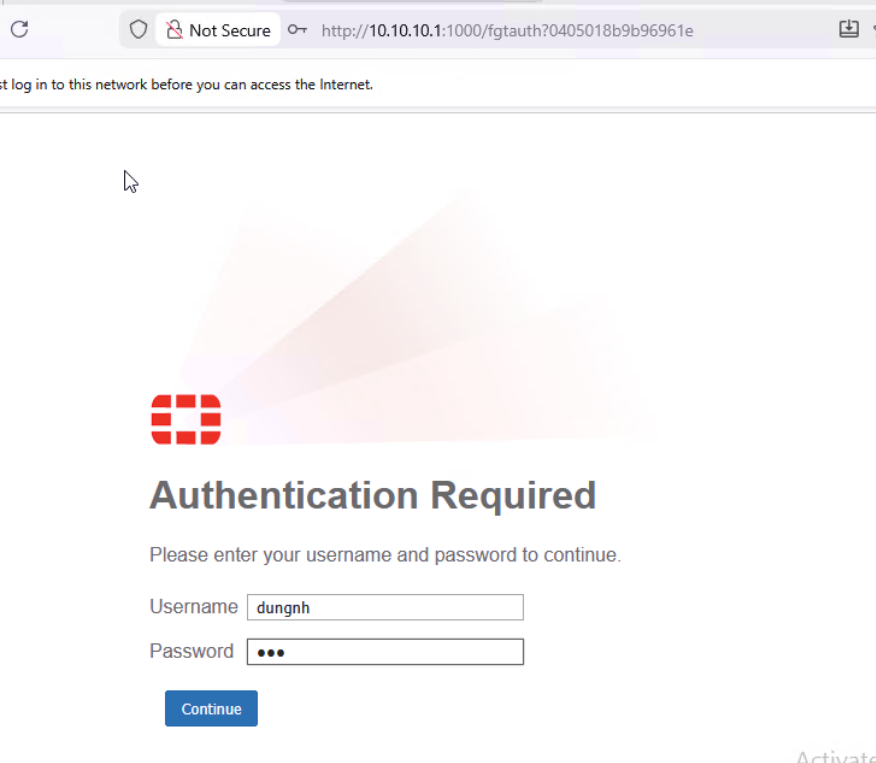 Not Secure http://10.10.10.1:1000/fgtauth?0405018b9b96961e
st log in to this network before you can access the Internet.
Authentication Required
Please enter your username and password to continue.
Username dungnh
Password •••
Continue
Activate